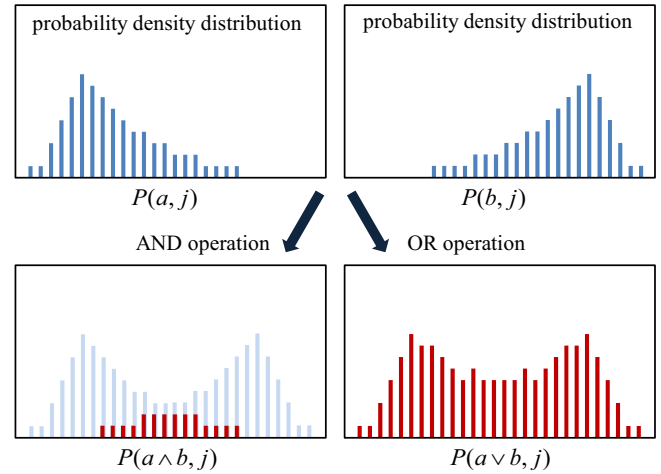 probability density distribution
probability density distribution
P(a, j)
P(b, j)
AND operation
OR operation
P(a ∧ b, j)
P(a ∨ b, j)